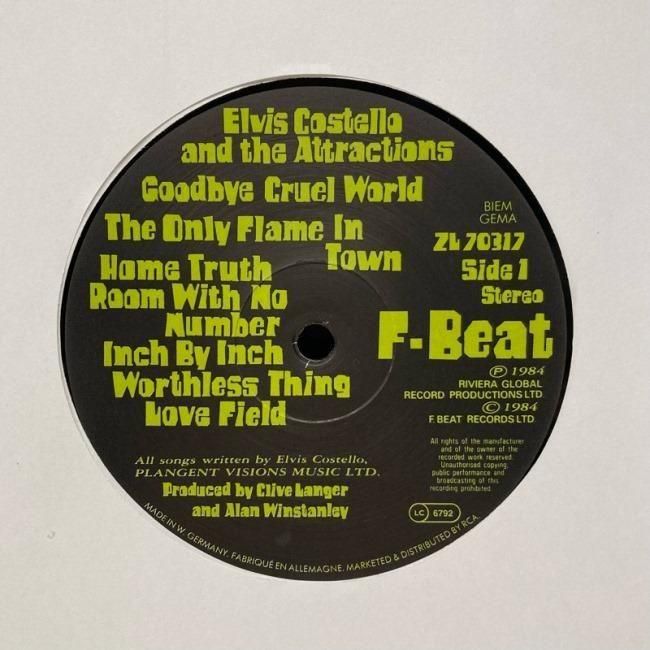 Elvis Costello
and the Attractions
Goodbye Cruel World
BIEM
GEMA
The Only Flame In
Town
ZL 70317
Home Truth
Side 1
Room With No
Number
Stereo
Inch By Inch
F-Beat
Worthless Thing
Love Field
Ⓟ 1984
RIVIERA GLOBAL
RECORD PRODUCTIONS LTD
© 1984
F. BEAT RECORDS LTD.
All songs written by Elvis Costello,
PLANGENT VISIONS MUSIC LTD.
Produced by Clive Langer
and Alan Winstanley
All rights of the manufacturer
and of the owner of the
recorded work reserved.
Unauthorised copying,
public performance and
broadcasting of this
recording prohibited.
LC 6792
MADE IN W. GERMANY. FABRIQUÉ EN ALLEMAGNE. MARKETED & DISTRIBUTED BY RCA.